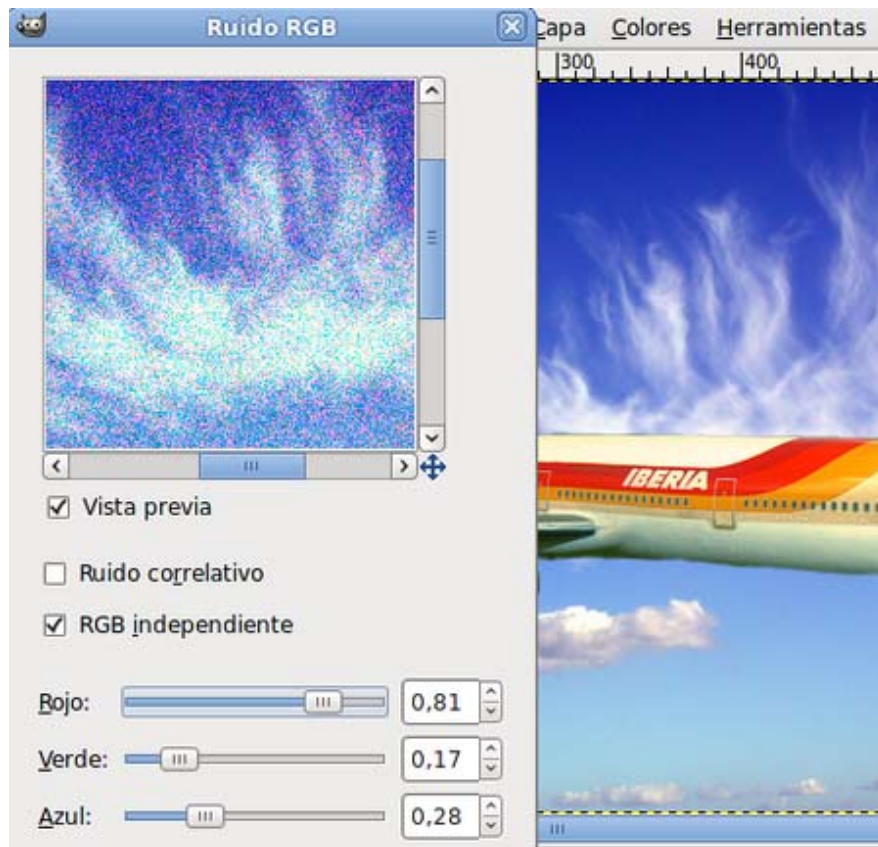 Ruido RGB
Capa Colores Herramientas
300 400
IBERIA
Vista previa
Ruido correlativo
RGB independiente
Rojo: 0,81
Verde: 0,17
Azul: 0,28